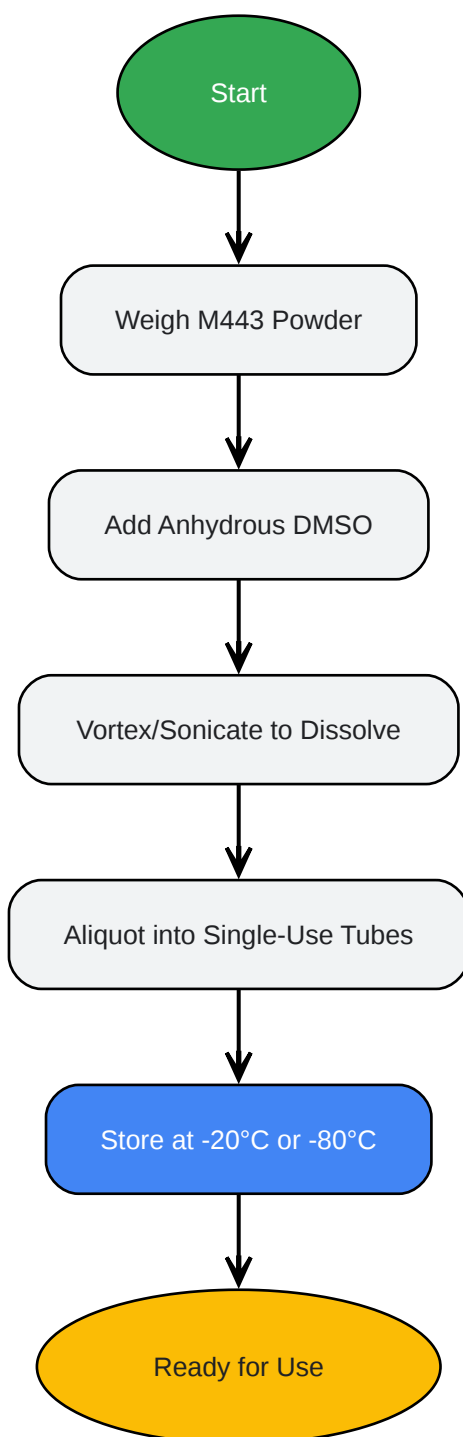 Start
Weigh M443 Powder
Add Anhydrous DMSO
Vortex/Sonicate to Dissolve
Aliquot into Single-Use Tubes
Store at -20°C or -80°C
Ready for Use